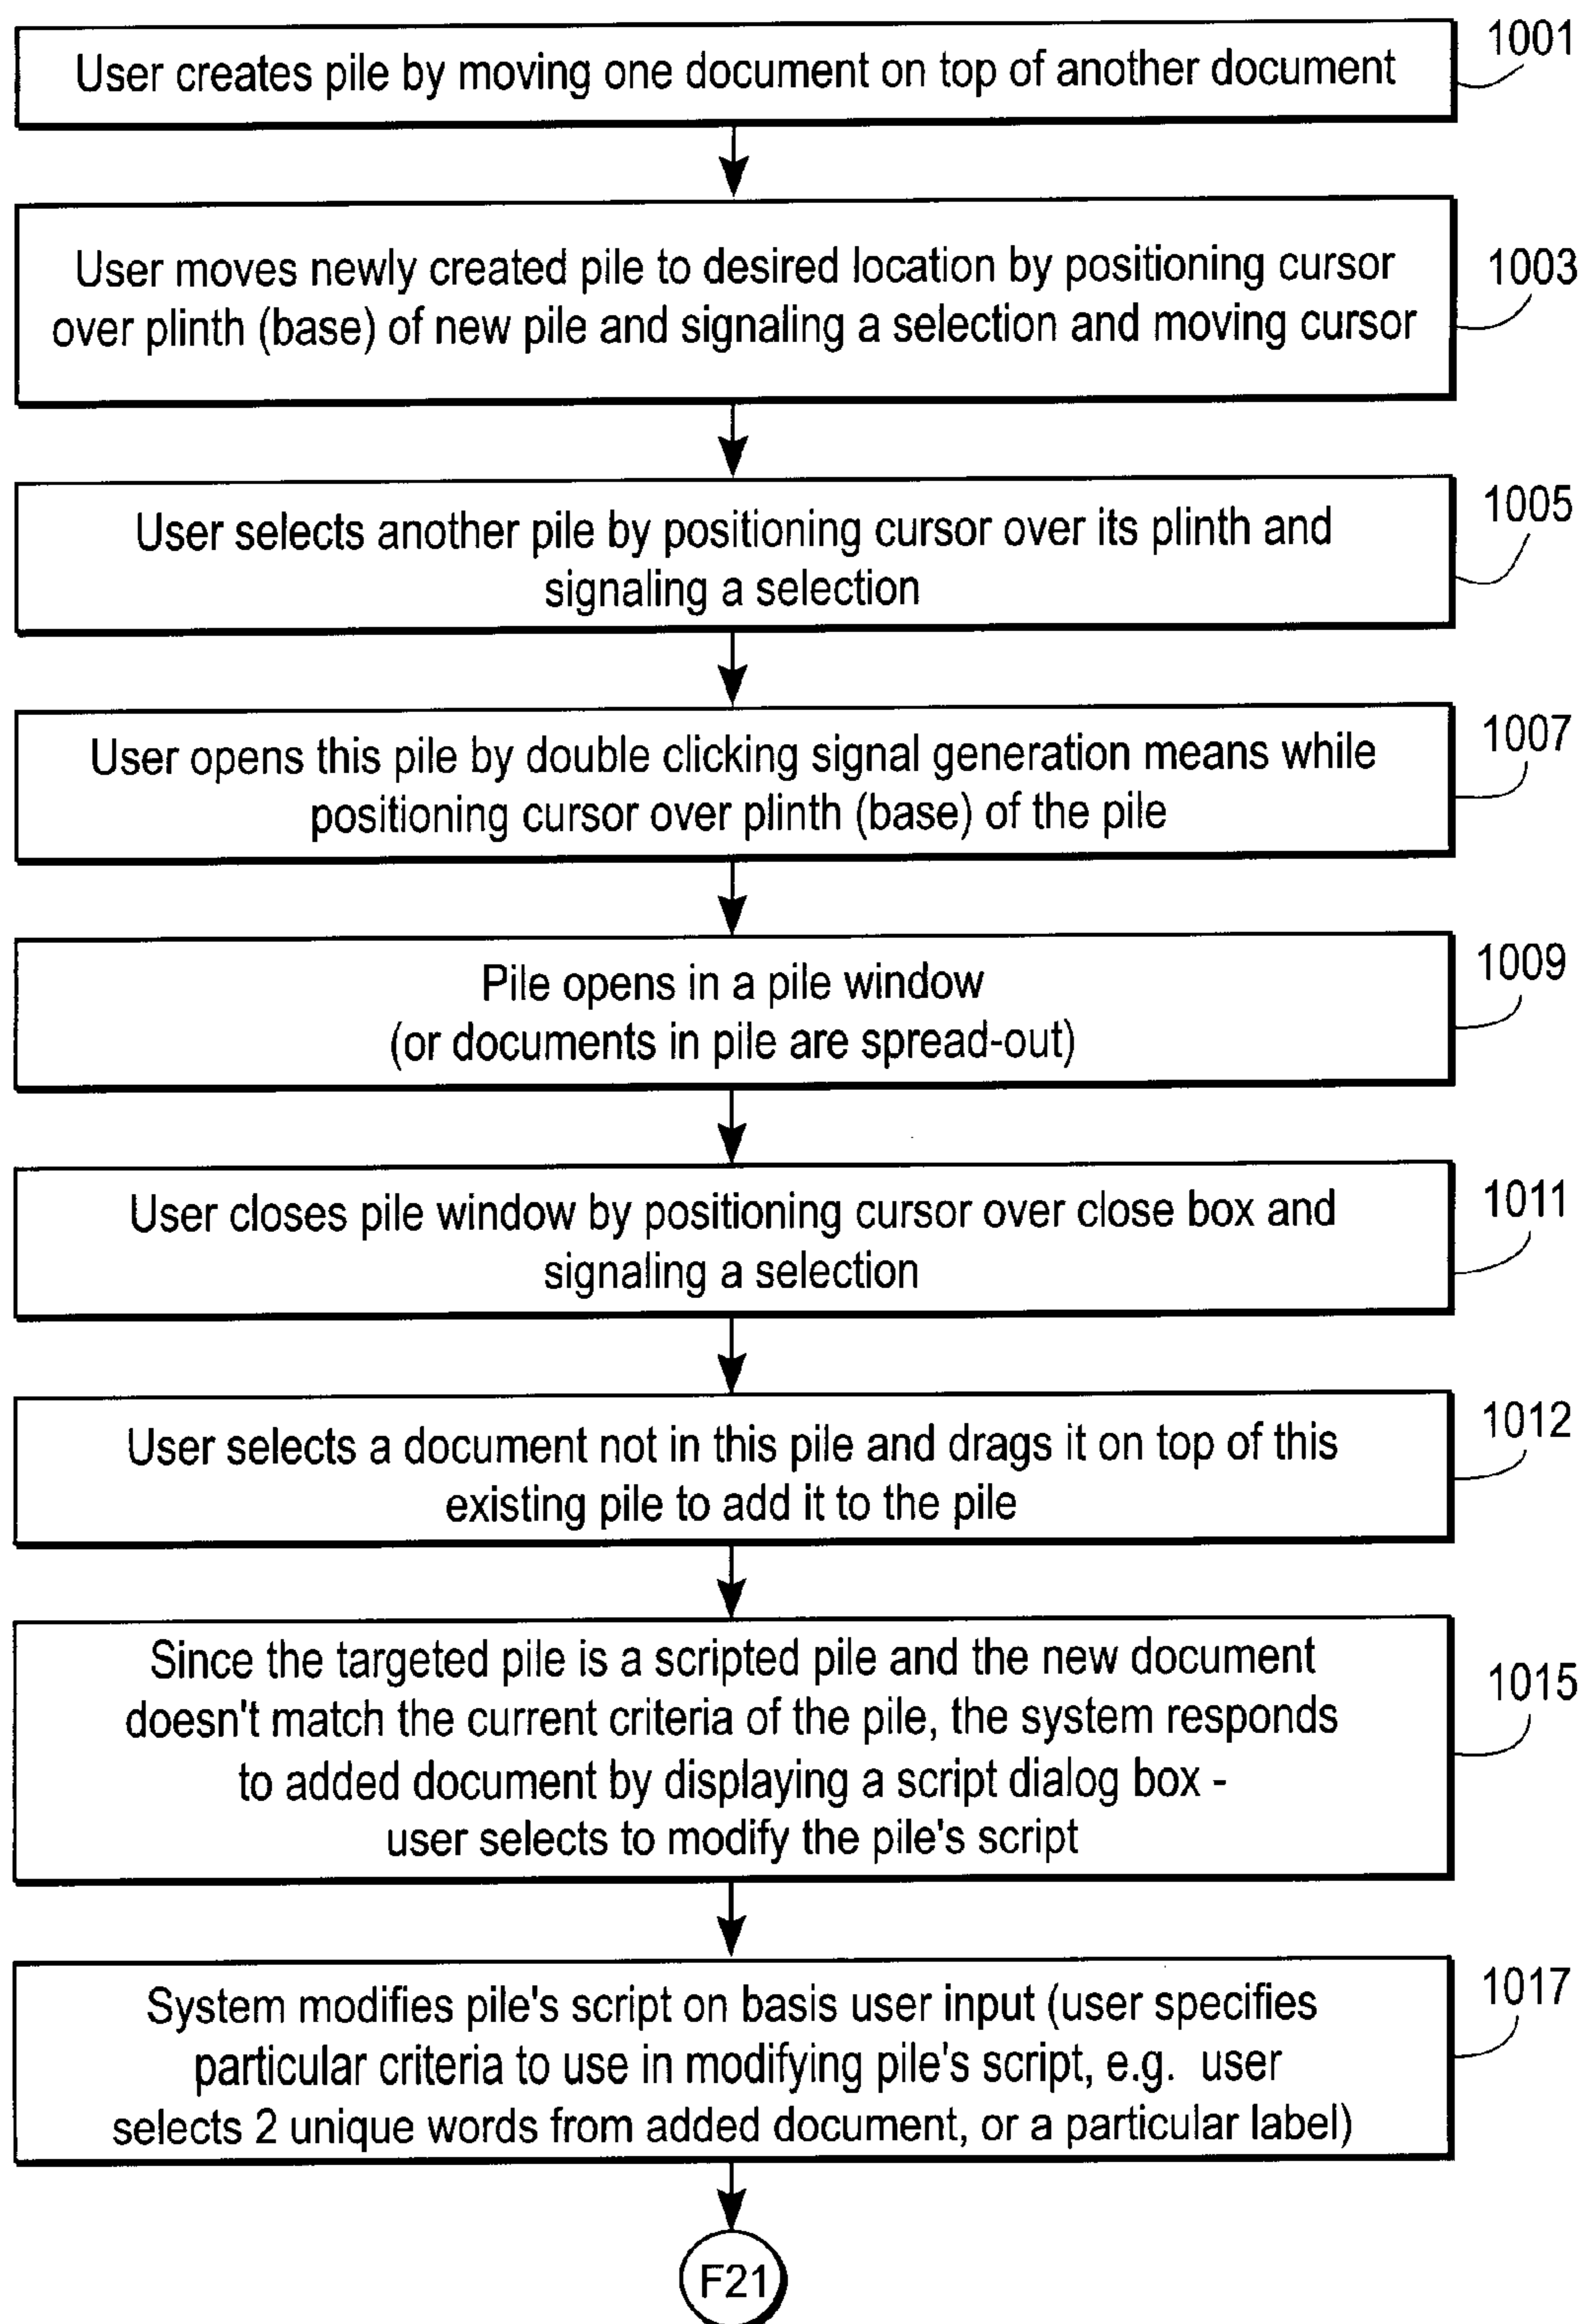 User creates pile by moving one document on top of another document
1001
User moves newly created pile to desired location by positioning cursor
over plinth (base) of new pile and signaling a selection and moving cursor
1003
User selects another pile by positioning cursor over its plinth and
signaling a selection
1005
User opens this pile by double clicking signal generation means while
positioning cursor over plinth (base) of the pile
1007
Pile opens in a pile window
(or documents in pile are spread-out)
1009
User closes pile window by positioning cursor over close box and
signaling a selection
1011
User selects a document not in this pile and drags it on top of this
existing pile to add it to the pile
1012
Since the targeted pile is a scripted pile and the new document
doesn't match the current criteria of the pile, the system responds
to added document by displaying a script dialog box -
user selects to modify the pile's script
1015
System modifies pile's script on basis user input (user specifies
particular criteria to use in modifying pile's script, e.g. user
selects 2 unique words from added document, or a particular label)
1017
F21